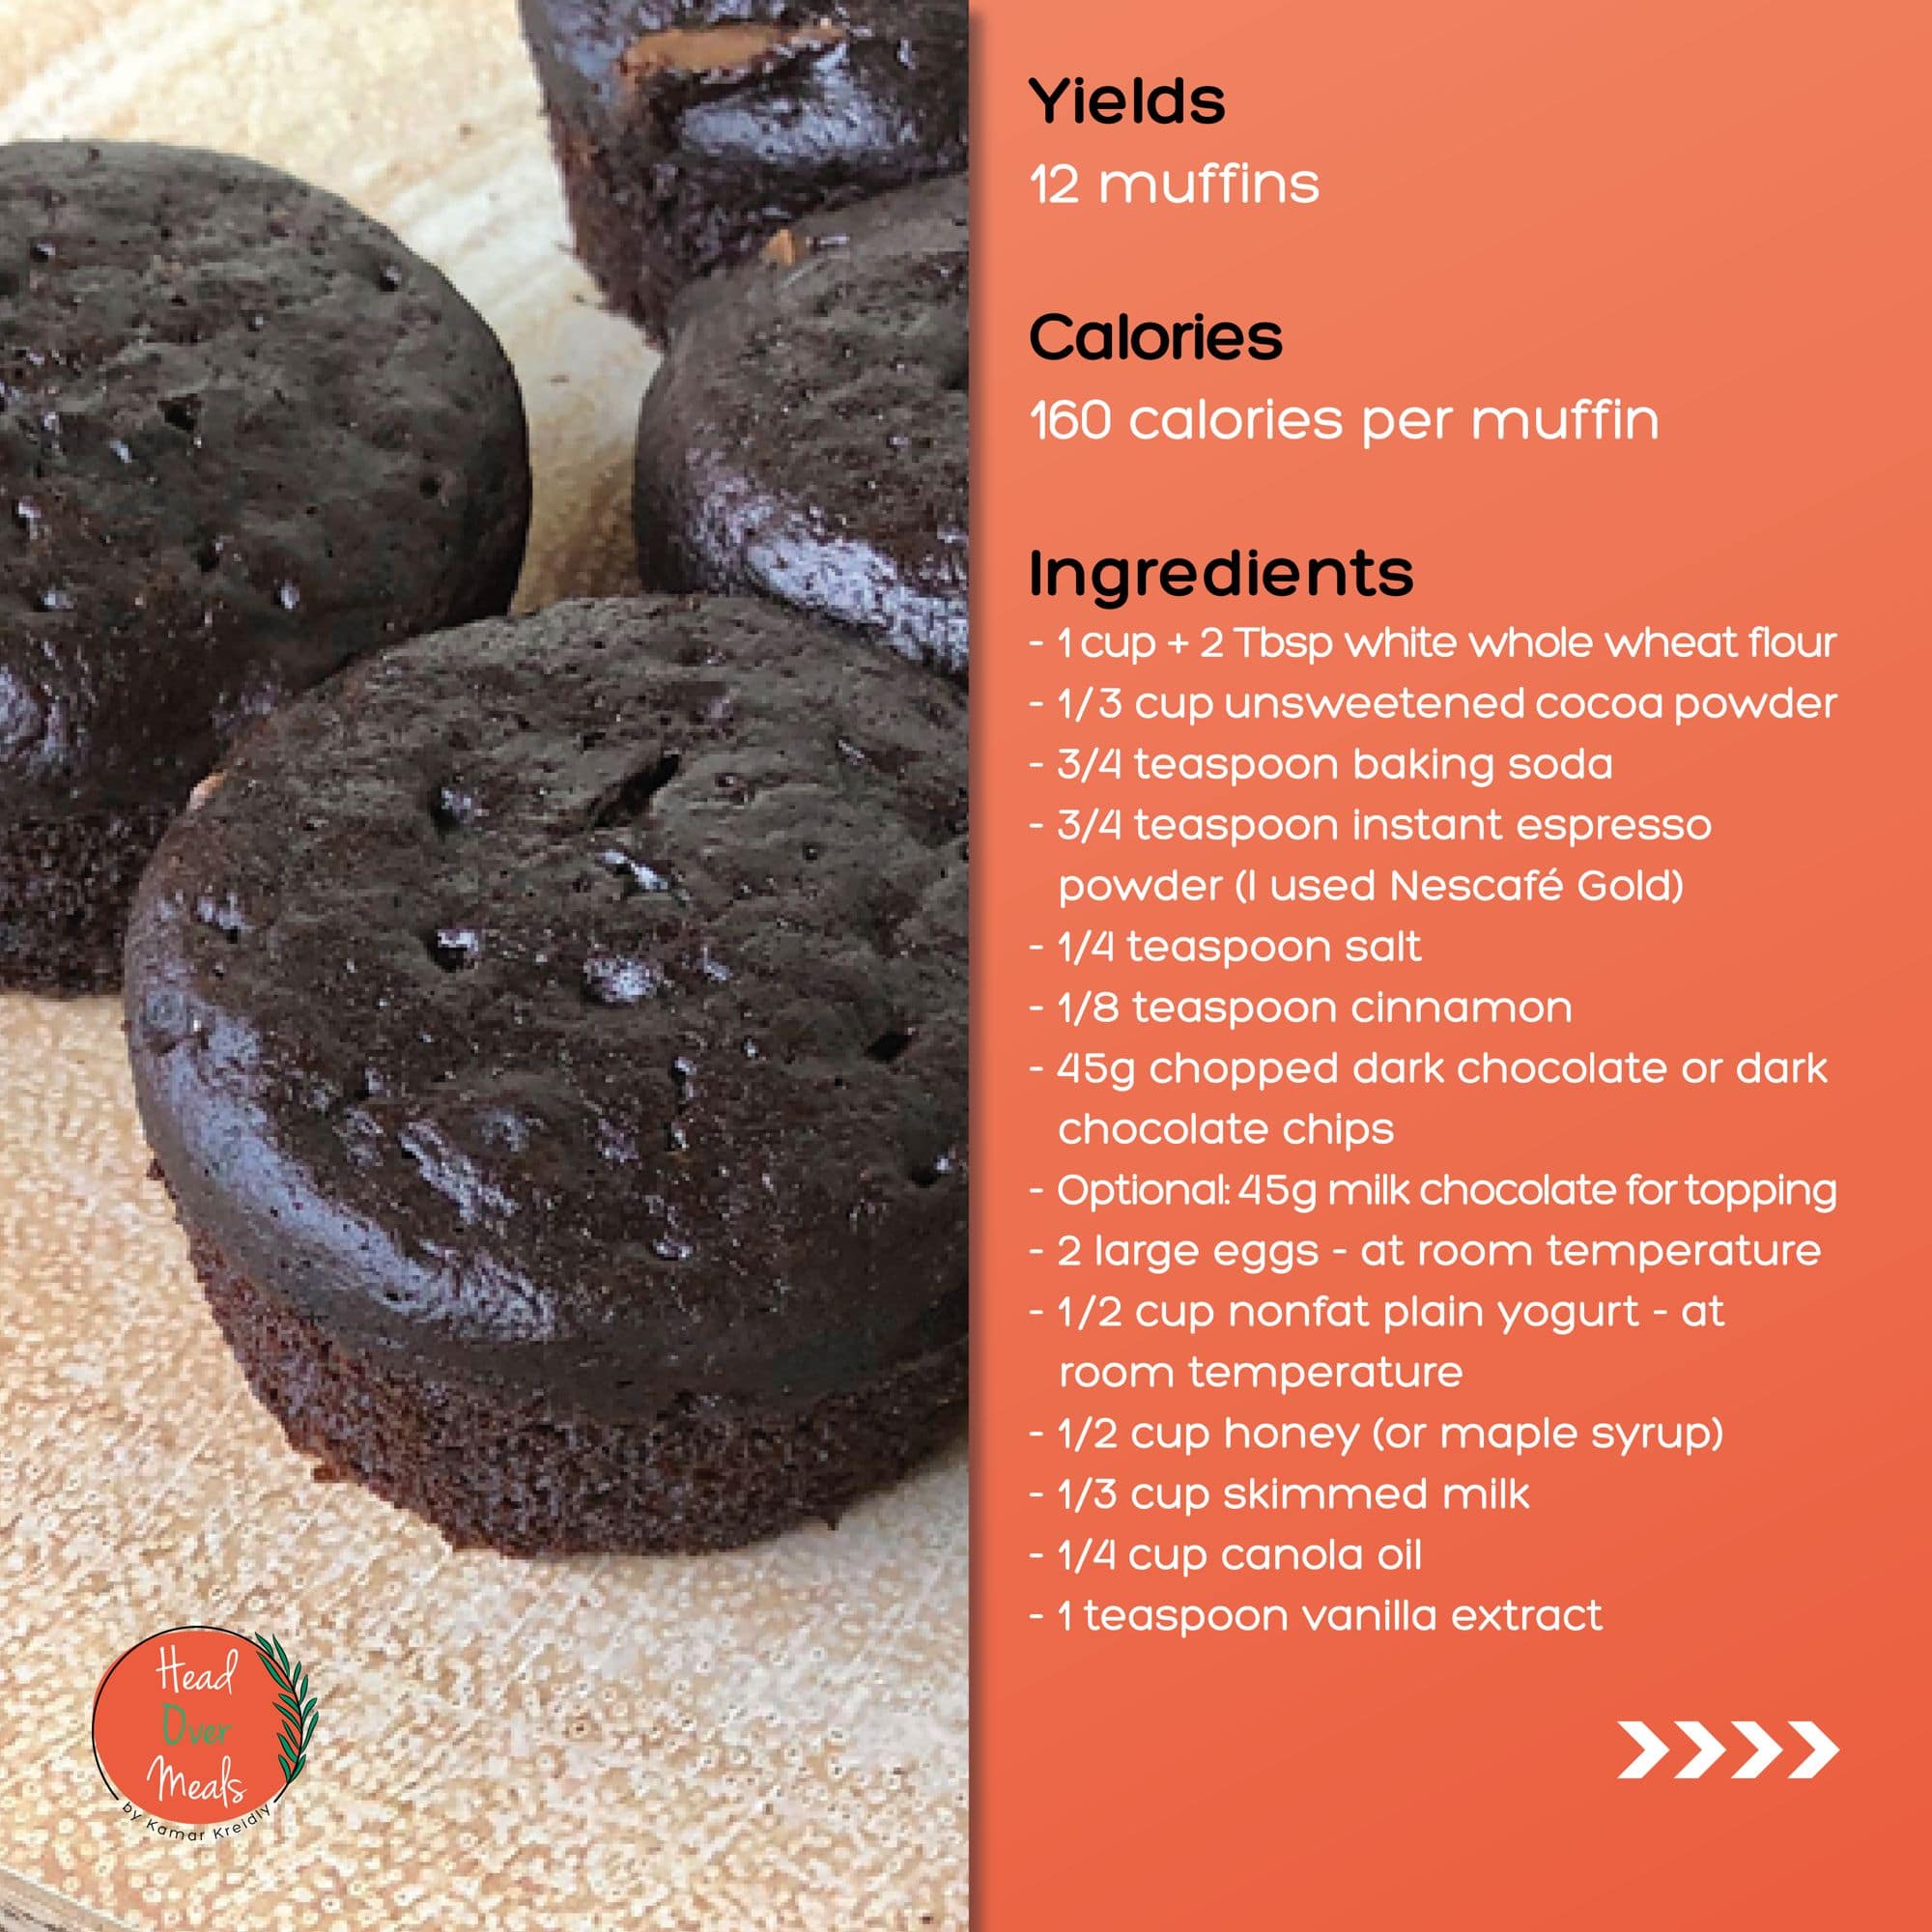 Yields
12 muffins
Calories
160 calories per muffin
Ingredients
- 1 cup + 2 Tbsp white whole wheat flour
- 1/3 cup unsweetened cocoa powder
- 3/4 teaspoon baking soda
- 3/4 teaspoon instant espresso
powder (I used Nescafé Gold)
- 1/4 teaspoon salt
- 1/8 teaspoon cinnamon
- 45g chopped dark chocolate or dark
chocolate chips
- Optional: 45g milk chocolate for topping
- 2 large eggs - at room temperature
- 1/2 cup nonfat plain yogurt - at
room temperature
- 1/2 cup honey (or maple syrup)
- 1/3 cup skimmed milk
- 1/4 cup canola oil
- 1 teaspoon vanilla extract
Head
Over
Meals
by Kamar Kreidly